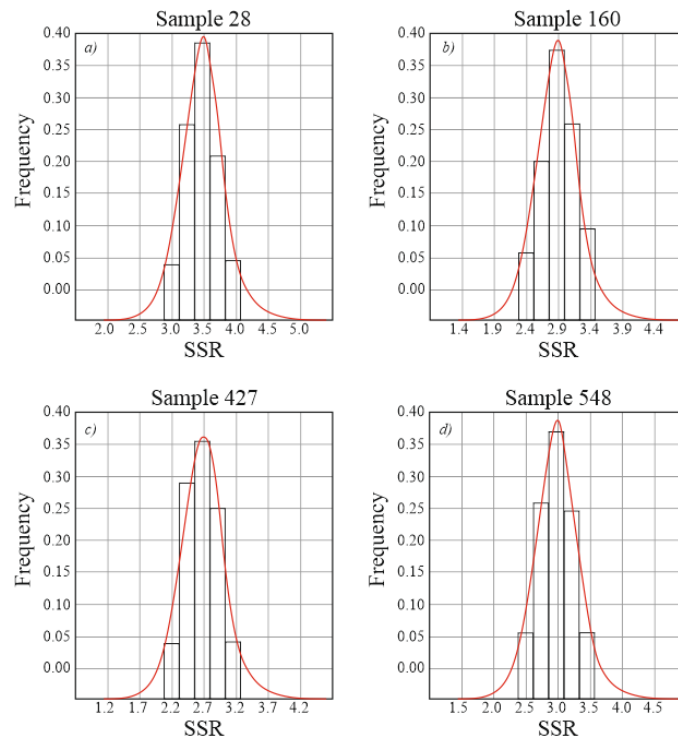 Sample 28
a)
0.40
0.35
0.30
0.25
0.20
0.15
0.10
0.05
0.00
Frequency
2.0 2.5 3.0 3.5 4.0 4.5 5.0
SSR
Sample 160
b)
0.40
0.35
0.30
0.25
0.20
0.15
0.10
0.05
0.00
Frequency
1.4 1.9 2.4 2.9 3.4 3.9 4.4
SSR
Sample 427
c)
0.40
0.35
0.30
0.25
0.20
0.15
0.10
0.05
0.00
Frequency
1.2 1.7 2.2 2.7 3.2 3.7 4.2
SSR
Sample 548
d)
0.40
0.35
0.30
0.25
0.20
0.15
0.10
0.05
0.00
Frequency
1.5 2.0 2.5 3.0 3.5 4.0 4.5
SSR